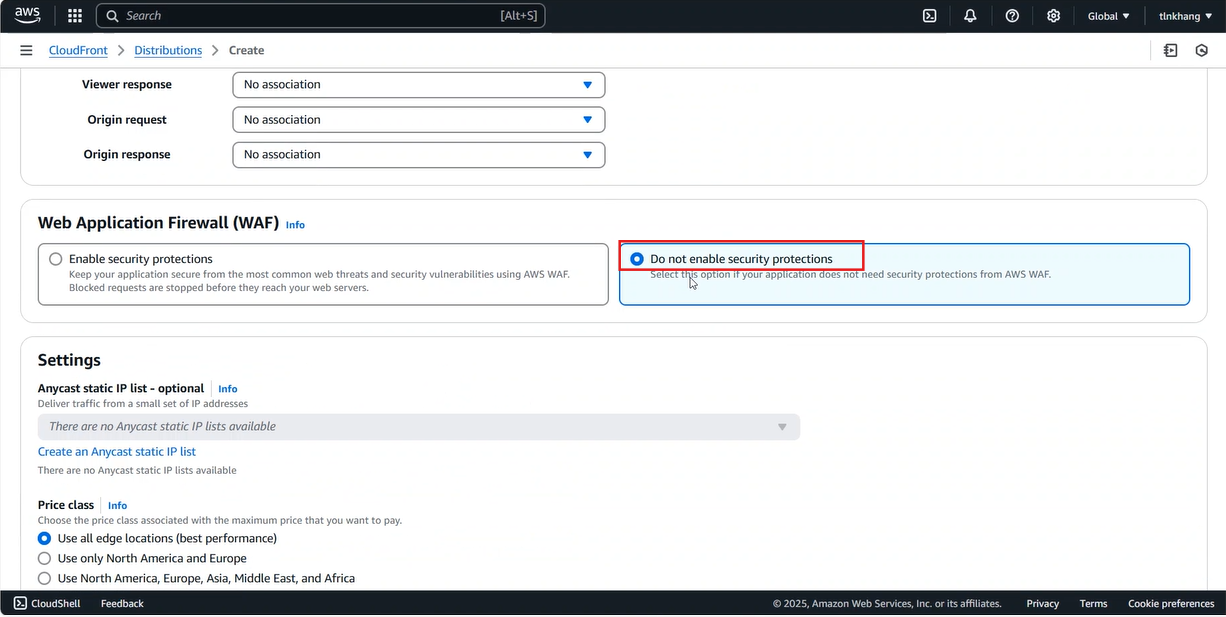 aws
Search [Alt+S] Global ▼ tlnkhang ▼
CloudFront > Distributions > Create
Viewer response No association
Origin request No association
Origin response No association
Web Application Firewall (WAF) Info
Enable security protections
Keep your application secure from the most common web threats and security vulnerabilities using AWS WAF.
Blocked requests are stopped before they reach your web servers.
Do not enable security protections
Select this option if your application does not need security protections from AWS WAF.
Settings
Anycast static IP list - optional Info
Deliver traffic from a small set of IP addresses
There are no Anycast static IP lists available
Create an Anycast static IP list
There are no Anycast static IP lists available
Price class Info
Choose the price class associated with the maximum price that you want to pay.
Use all edge locations (best performance)
Use only North America and Europe
Use North America, Europe, Asia, Middle East, and Africa
CloudShell Feedback © 2025, Amazon Web Services, Inc. or its affiliates. Privacy Terms Cookie preferences